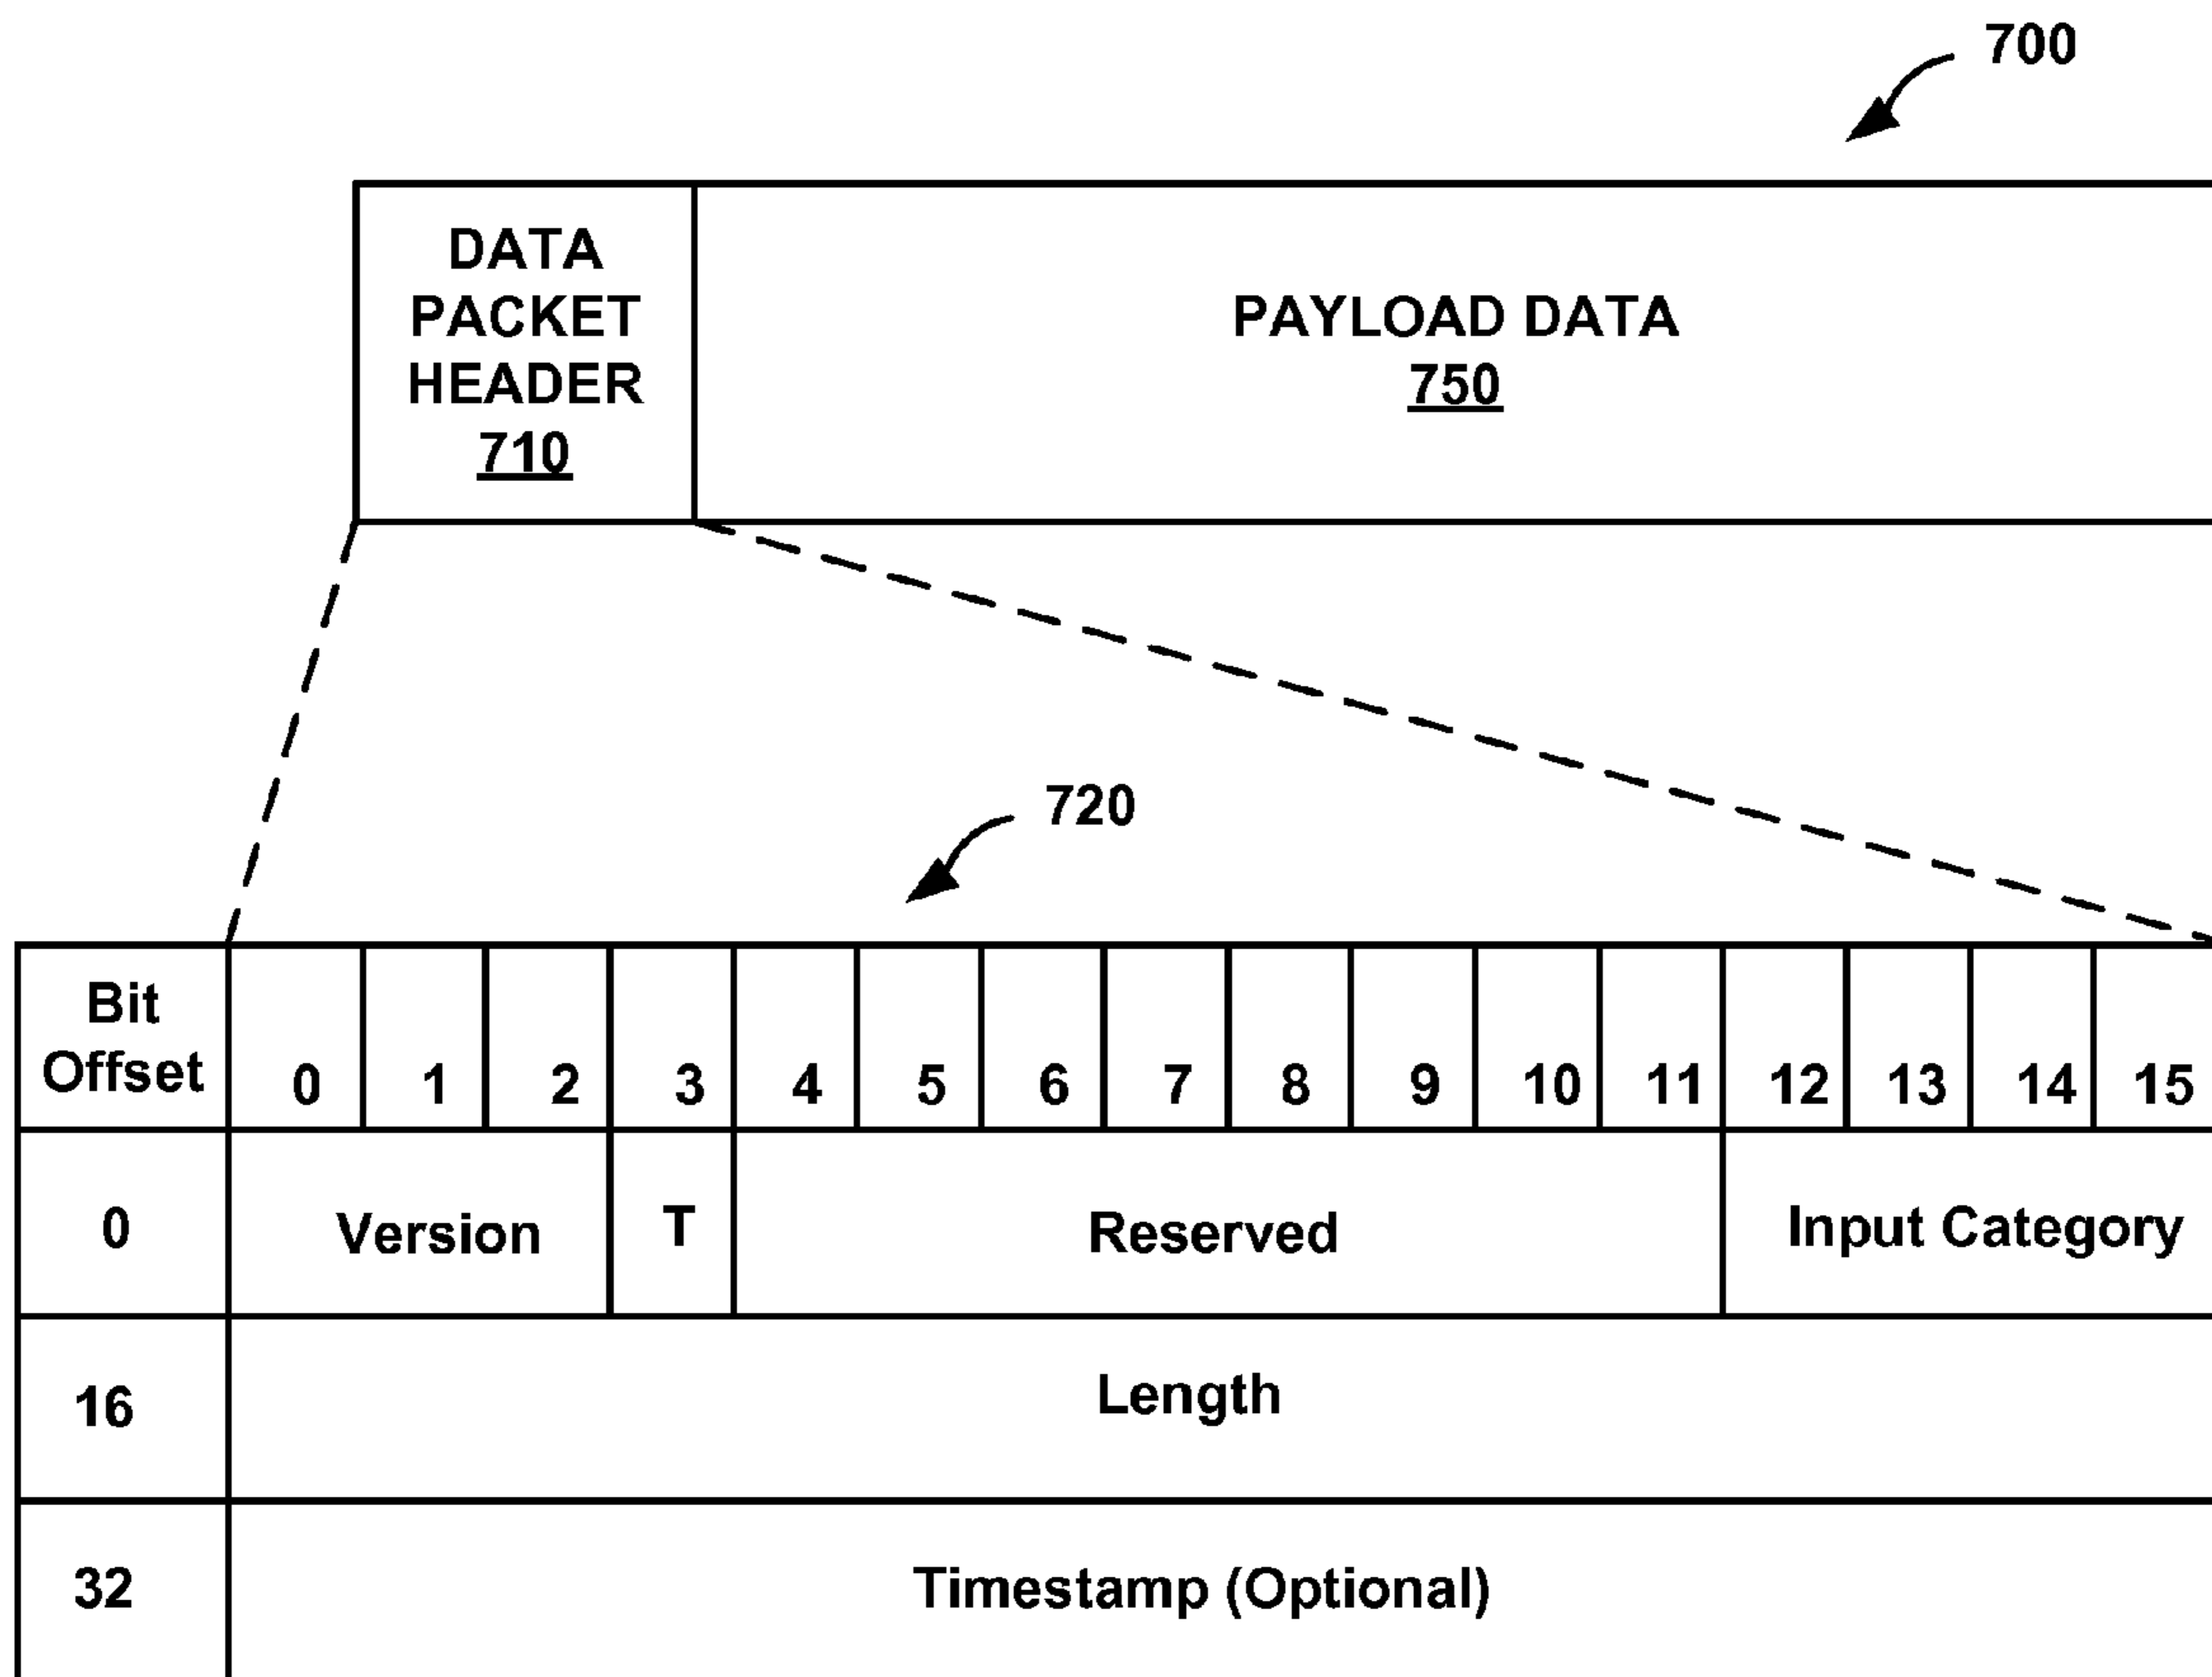 700
DATA
PACKET
HEADER
710
PAYLOAD DATA
750
720
Bit
Offset
0 1 2 3 4 5 6 7 8 9 10 11 12 13 14 15
0 Version T Reserved Input Category
16 Length
32 Timestamp (Optional)